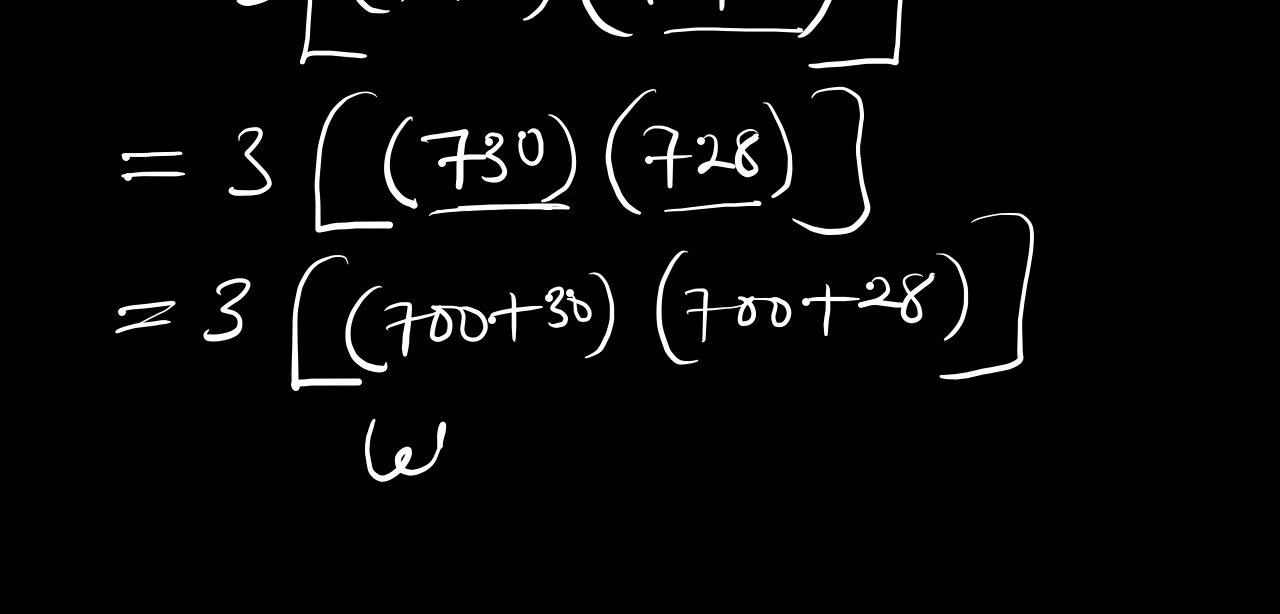 = 3 [(730)(728)]
= 3 [(700+30)(700+28)]
w